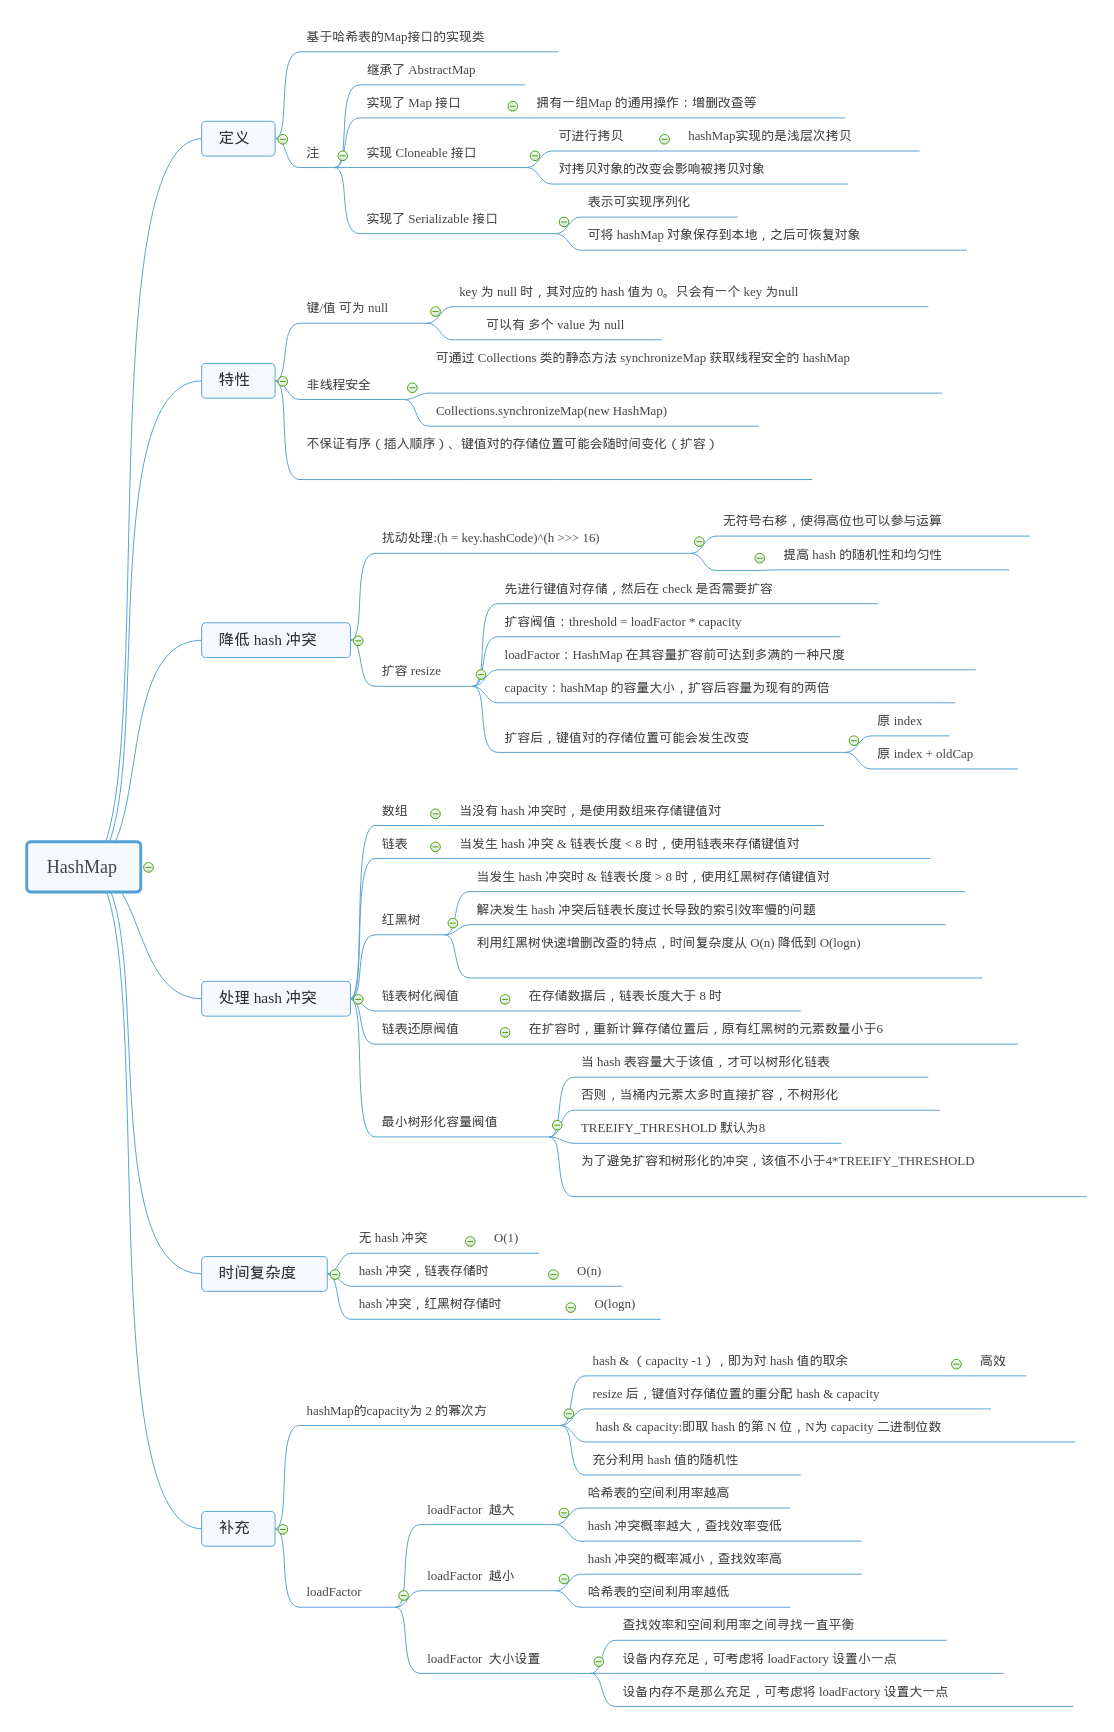 HashMap
定义
基于哈希表的Map接口的实现类
注
继承了 AbstractMap
实现了 Map 接口
拥有一组Map 的通用操作：增删改查等
实现 Cloneable 接口
可进行拷贝
hashMap实现的是浅层次拷贝
对拷贝对象的改变会影响被拷贝对象
实现了 Serializable 接口
表示可实现序列化
可将 hashMap 对象保存到本地，之后可恢复对象
特性
键/值 可为 null
key 为 null 时，其对应的 hash 值为 0。只会有一个 key 为null
可以有 多个 value 为 null
非线程安全
可通过 Collections 类的静态方法 synchronizeMap 获取线程安全的 hashMap
Collections.synchronizeMap(new HashMap)
不保证有序（插入顺序）、键值对的存储位置可能会随时间变化（扩容）
降低 hash 冲突
扰动处理:(h = key.hashCode)^(h >>> 16)
无符号右移，使得高位也可以参与运算
提高 hash 的随机性和均匀性
扩容 resize
先进行键值对存储，然后在 check 是否需要扩容
扩容阀值：threshold = loadFactor * capacity
loadFactor：HashMap 在其容量扩容前可达到多满的一种尺度
capacity：hashMap 的容量大小，扩容后容量为现有的两倍
扩容后，键值对的存储位置可能会发生改变
原 index
原 index + oldCap
处理 hash 冲突
数组
当没有 hash 冲突时，是使用数组来存储键值对
链表
当发生 hash 冲突 & 链表长度 < 8 时，使用链表来存储键值对
红黑树
当发生 hash 冲突时 & 链表长度 > 8 时，使用红黑树存储键值对
解决发生 hash 冲突后链表长度过长导致的索引效率慢的问题
利用红黑树快速增删改查的特点，时间复杂度从 O(n) 降低到 O(logn)
链表树化阀值
在存储数据后，链表长度大于 8 时
链表还原阀值
在扩容时，重新计算存储位置后，原有红黑树的元素数量小于6
最小树形化容量阀值
当 hash 表容量大于该值，才可以树形化链表
否则，当桶内元素太多时直接扩容，不树形化
TREEIFY_THRESHOLD 默认为8
为了避免扩容和树形化的冲突，该值不小于4*TREEIFY_THRESHOLD
时间复杂度
无 hash 冲突
O(1)
hash 冲突，链表存储时
O(n)
hash 冲突，红黑树存储时
O(logn)
补充
hashMap的capacity为 2 的幂次方
hash & （ capacity -1 ），即为对 hash 值的取余
高效
resize 后，键值对存储位置的重分配 hash & capacity
hash & capacity:即取 hash 的第 N 位，N为 capacity 二进制位数
充分利用 hash 值的随机性
loadFactor
loadFactor 越大
哈希表的空间利用率越高
hash 冲突概率越大，查找效率变低
loadFactor 越小
hash 冲突的概率减小，查找效率高
哈希表的空间利用率越低
loadFactor 大小设置
查找效率和空间利用率之间寻找一直平衡
设备内存充足，可考虑将 loadFactory 设置小一点
设备内存不是那么充足，可考虑将 loadFactory 设置大一点